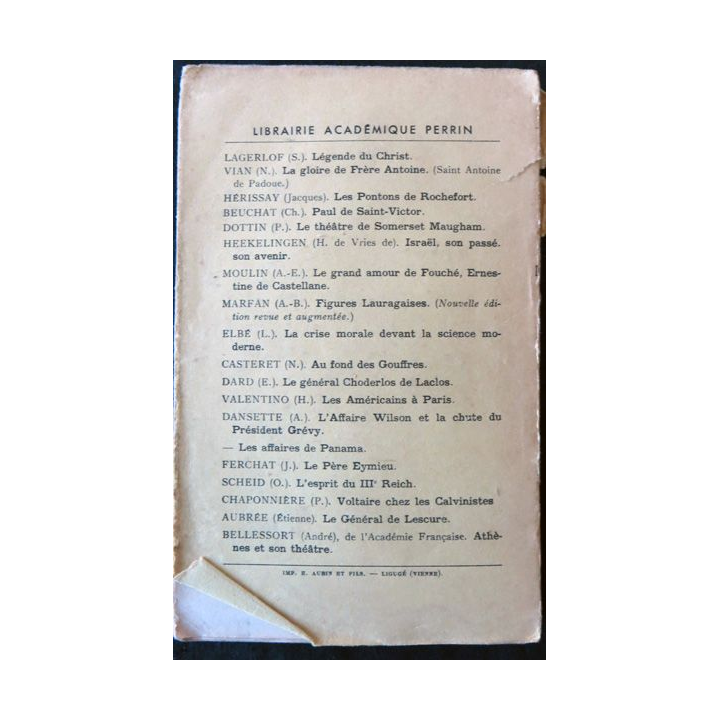 LIBRAIRIE ACADÉMIQUE PERRIN
LAGERLOF (S.). Légende du Christ.
VIAN (N.). La gloire de Frère Antoine. (Saint Antoine
de Padoue.)
HÉRISSAY (Jacques). Les Pontons de Rochefort.
BEUCHAT (Ch.). Paul de Saint-Victor.
DOTTIN (P.). Le théâtre de Somerset Maugham.
HEEKELINGEN (H. de Vries de). Israël, son passé,
son avenir.
MOULIN (A.-E.). Le grand amour de Fouché, Ernes-
tine de Castellane.
MARFAN (A.-B.). Figures Lauragaises. (Nouvelle édi-
tion revue et augmentée.)
ELBÉ (L.). La crise morale devant la science mo-
derne.
CASTERET (N.). Au fond des Gouffres.
DARD (E.). Le général Choderlos de Laclos.
VALENTINO (H.). Les Américains à Paris.
DANSETTE (A.). L'Affaire Wilson et la chute du
Président Grévy.
— Les affaires de Panama.
FERCHAT (J.). Le Père Eymieu.
SCHEID (O.). L'esprit du IIIe Reich.
CHAPONNIÈRE (P.). Voltaire chez les Calvinistes
AUBRÉE (Étienne). Le Général de Lescure.
BELLESSORT (André), de l'Académie Française. Athè-
nes et son théâtre.
IMP. E. AUBIN ET FILS. — LIGUGÉ (VIENNE).